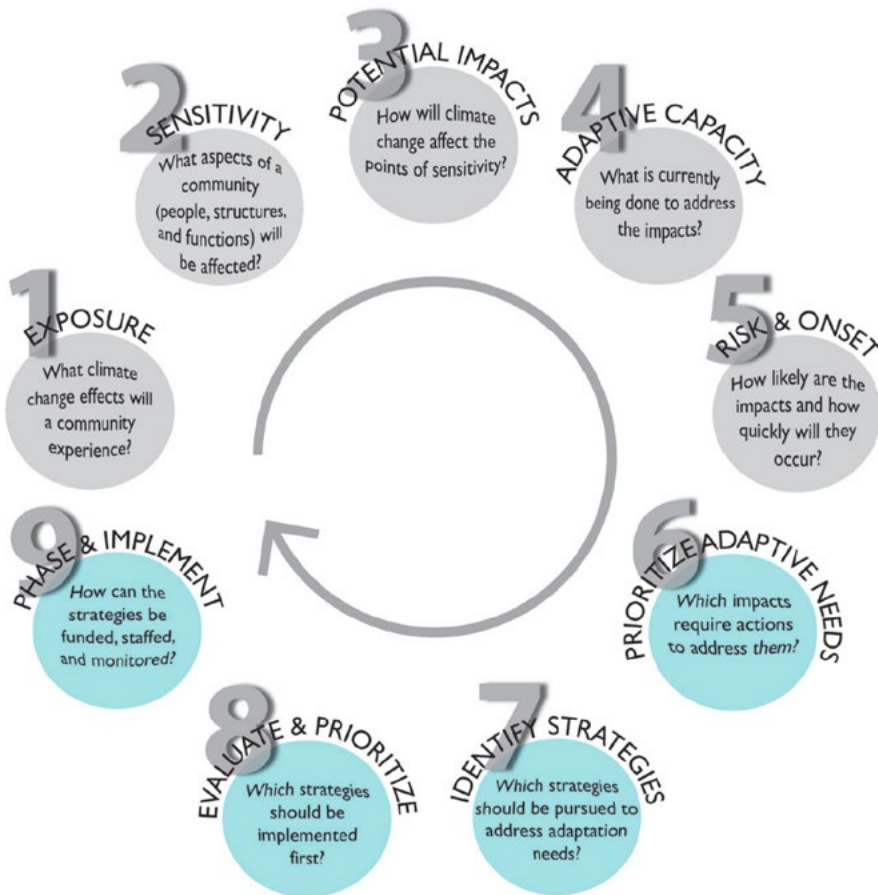 1
EXPOSURE
What climate
change effects will
a community
experience?
2
SENSITIVITY
What aspects of a
community
(people, structures,
and functions) will
be affected?
3
POTENTIAL IMPACTS
How will climate
change affect the
points of sensitivity?
4
ADAPTIVE CAPACITY
What is currently
being done to address
the impacts?
5
RISK & ONSET
How likely are the
impacts and how
quickly will they
occur?
6
PRIORITIZE ADAPTIVE NEEDS
Which impacts
require actions
to address them?
7
IDENTIFY STRATEGIES
Which strategies
should be pursued to
address adaptation
needs?
8
EVALUATE & PRIORITIZE
Which strategies
should be
implemented
first?
9
PHASE & IMPLEMENT
How can the
strategies be
funded, staffed,
and monitored?